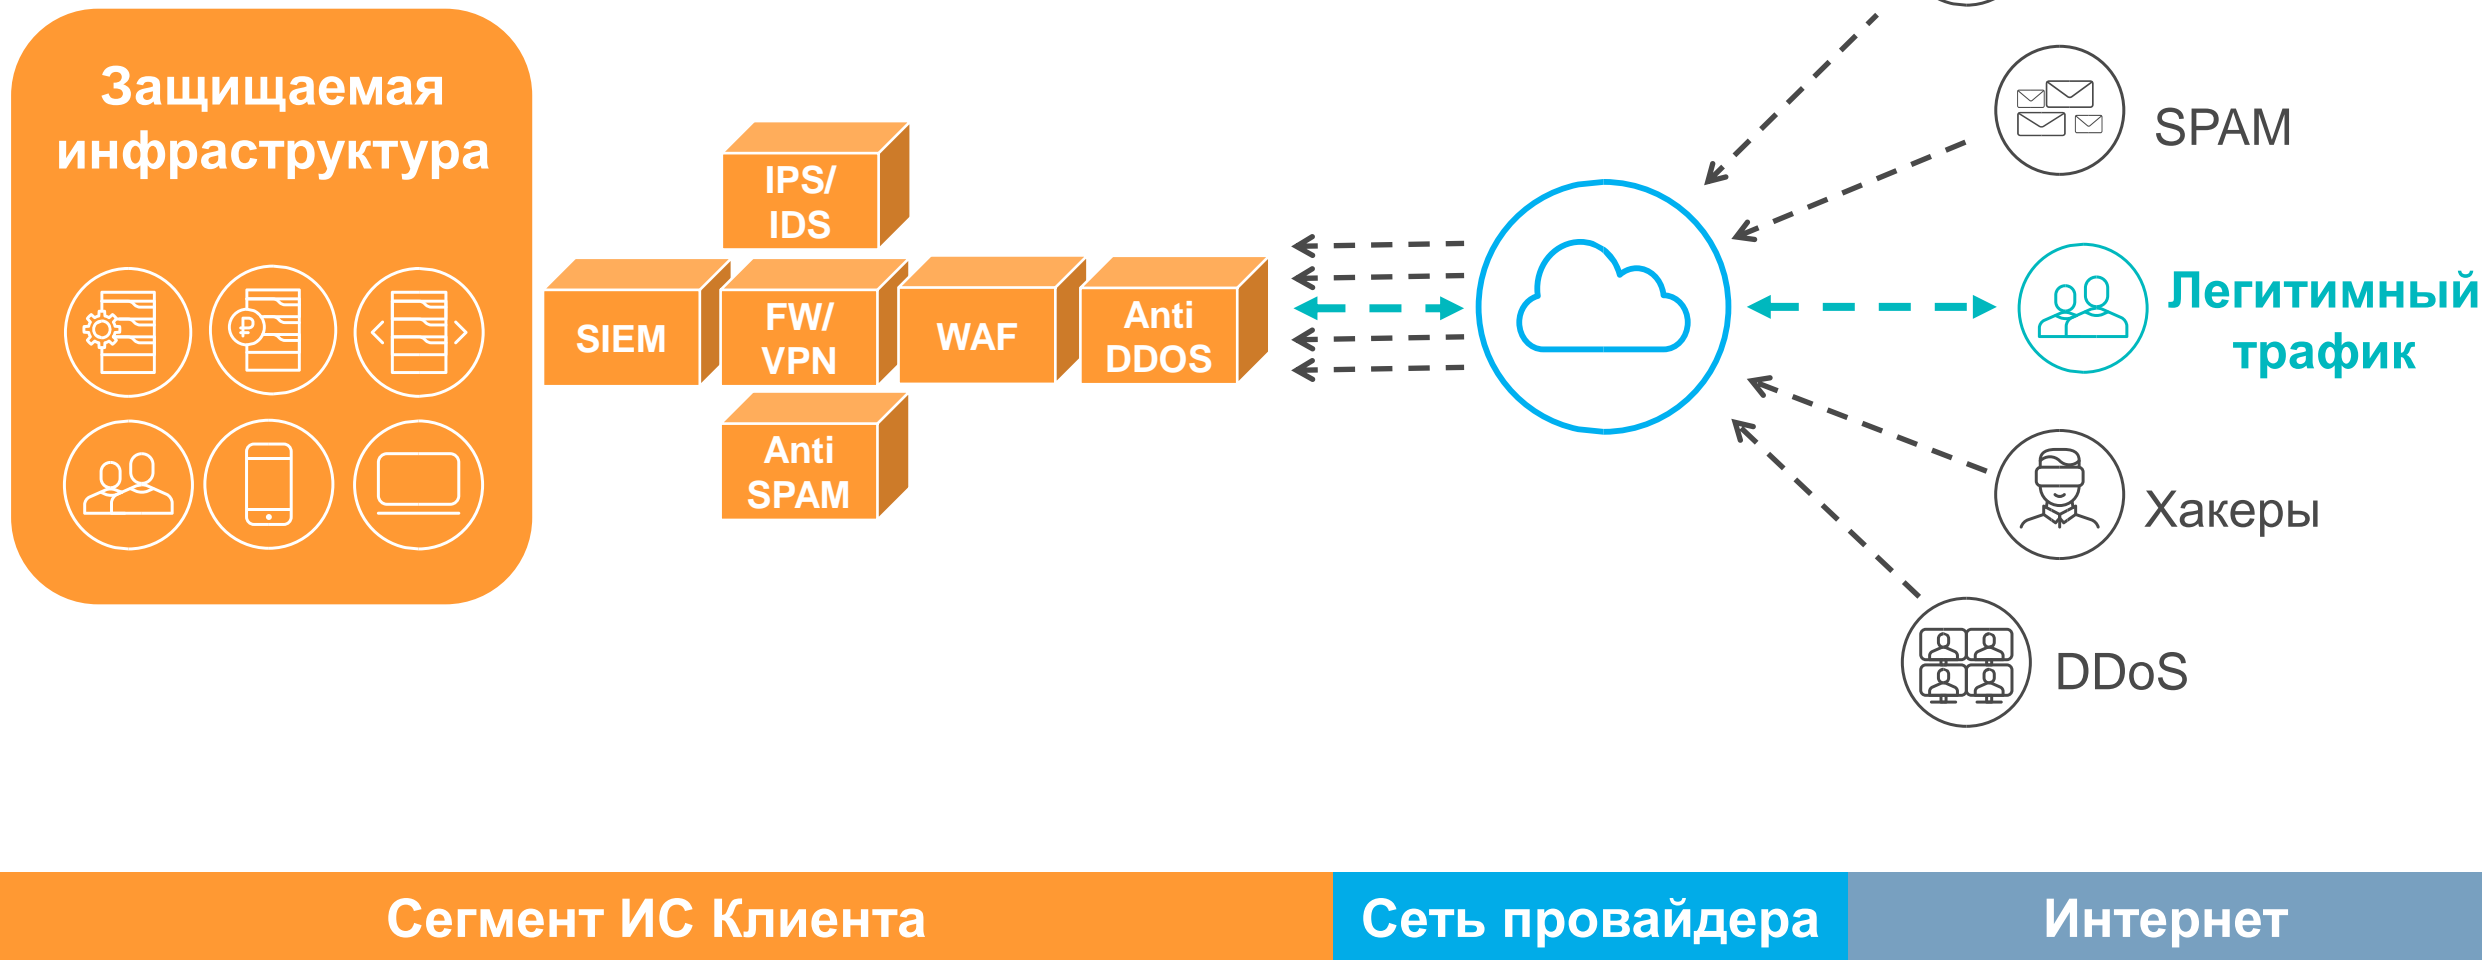 Защищаемая
инфраструктура
IPS/
IDS
SIEM
FW/
VPN
WAF
Anti
DDOS
Anti
SPAM
SPAM
Легитимный
трафик
Хакеры
DDoS
Сегмент ИС Клиента
Сеть провайдера
Интернет